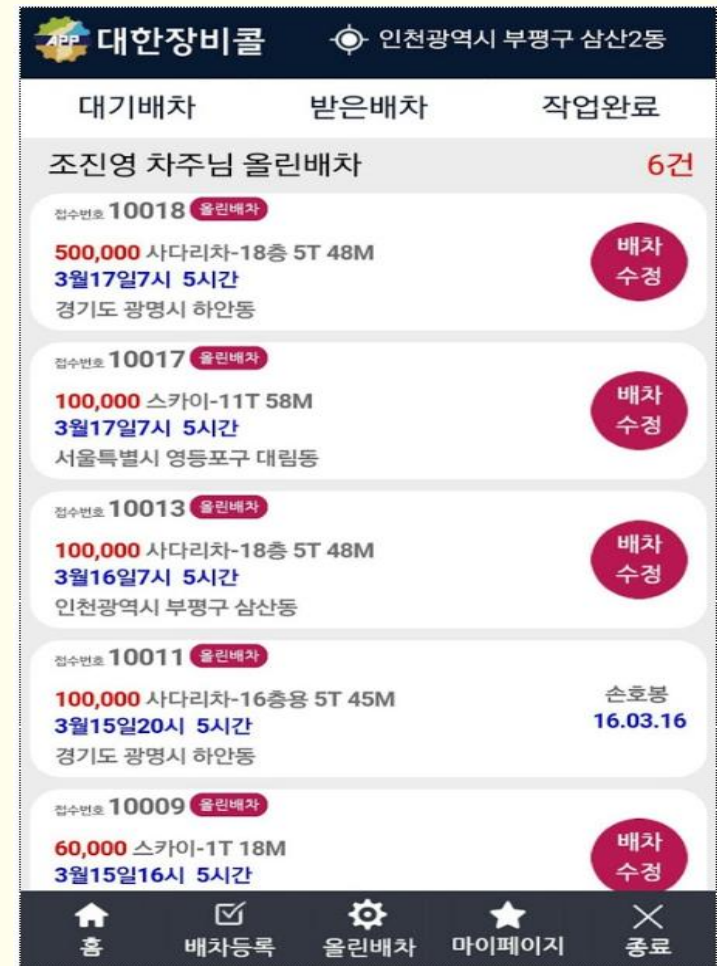 APP 대한장비콜 인천광역시 부평구 삼산2동
대기배차 받은배차 작업완료
조진영 차주님 올린배차 6건
접수번호 10018 올린배차
500,000 사다리차-18층 5T 48M
3월17일7시 5시간
경기도 광명시 하안동
배차
수정
접수번호 10017 올린배차
100,000 스카이-11T 58M
3월17일7시 5시간
서울특별시 영등포구 대림동
배차
수정
접수번호 10013 올린배차
100,000 사다리차-18층 5T 48M
3월16일7시 5시간
인천광역시 부평구 삼산동
배차
수정
접수번호 10011 올린배차
100,000 사다리차-16층용 5T 45M
3월15일20시 5시간
경기도 광명시 하안동
손호봉
16.03.16
접수번호 10009 올린배차
60,000 스카이-1T 18M
3월15일16시 5시간
배차
수정
홈 배차등록 올린배차 마이페이지 종료